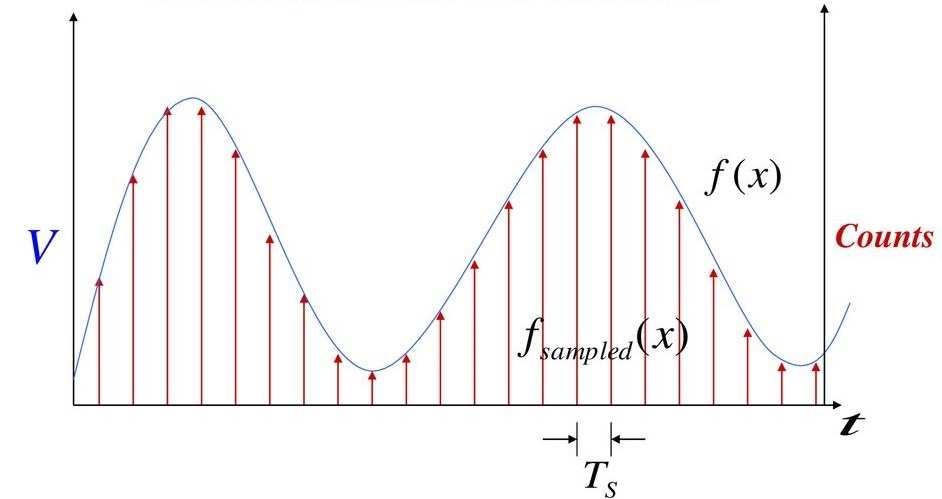 f(x)
V
Counts
f_sampled(x)
t
T_S